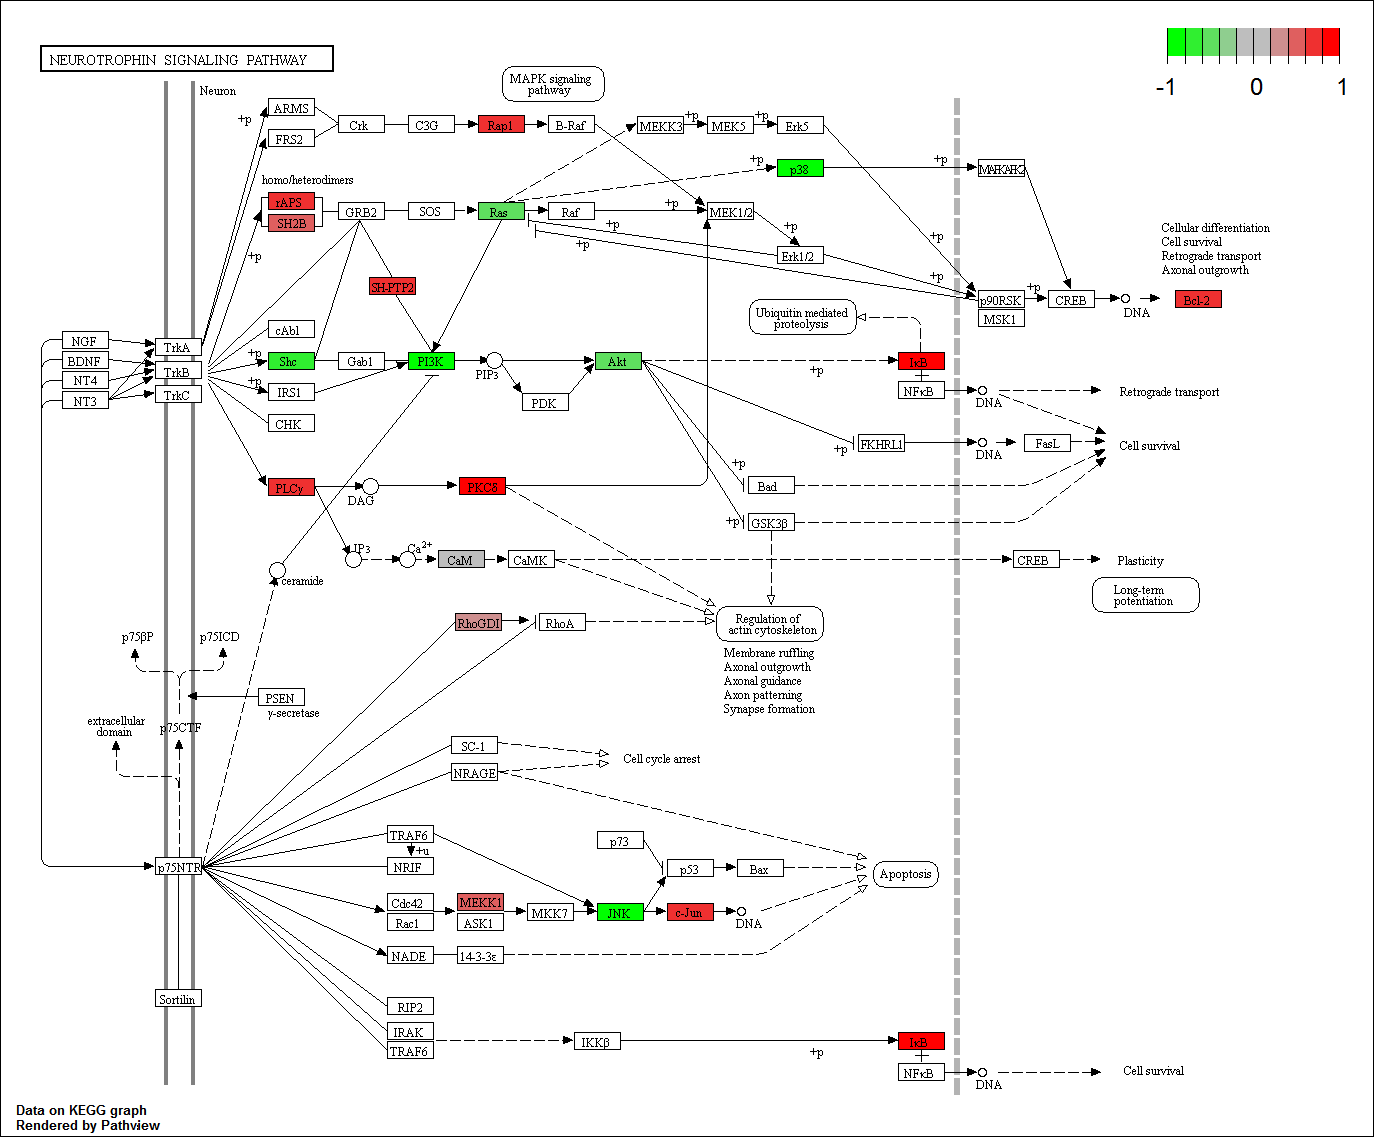 NEUROTROPHIN SIGNALING PATHWAY
-1 0 1
Neuron
MAPK signaling
pathway
+p
ARMS
FRS2
Crk
C3G
Rap1
B-Raf
+p
+p
MEKK3
MEK5
Erk5
+p
p38
+p
MAPKAPK2
homo/heterodimers
rAPS
SH2B
GRB2
SOS
Ras
Raf
+p
MEK1/2
+p
+p
+p
Erk1/2
+p
+p
+p
SH-PTP2
p90RSK
MSK1
+p
CREB
DNA
Bcl-2
Cellular differentiation
Cell survival
Retrograde transport
Axonal outgrowth
Ubiquitin mediated
proteolysis
NGF
BDNF
NT4
NT3
TrkA
TrkB
TrkC
cAbl
+p
Shc
+p
IRS1
CHK
Gab1
PI3K
PIP3
PDK
Akt
+p
IκB
NFκB
DNA
Retrograde transport
+p
FKHRL1
DNA
FasL
Cell survival
PLCγ
DAG
PKCδ
+p
Bad
+p
GSK3β
IP3
Ca2+
CaM
CaMK
CREB
Plasticity
Long-term
potentiation
ceramide
RhoGDI
RhoA
Regulation of
actin cytoskeleton
Membrane ruffling
Axonal outgrowth
Axonal guidance
Axon patterning
Synapse formation
p75βP
p75ICD
PSEN
γ-secretase
extracellular
domain
p75CTF
SC-1
NRAGE
Cell cycle arrest
p75NTR
TRAF6
+u
NRIF
p73
p53
Bax
Apoptosis
Cdc42
Rac1
MEKK1
ASK1
MKK7
JNK
c-Jun
DNA
NADE
14-3-3ε
Sortilin
RIP2
IRAK
TRAF6
IKKβ
+p
IκB
NFκB
DNA
Cell survival
Data on KEGG graph
Rendered by Pathview